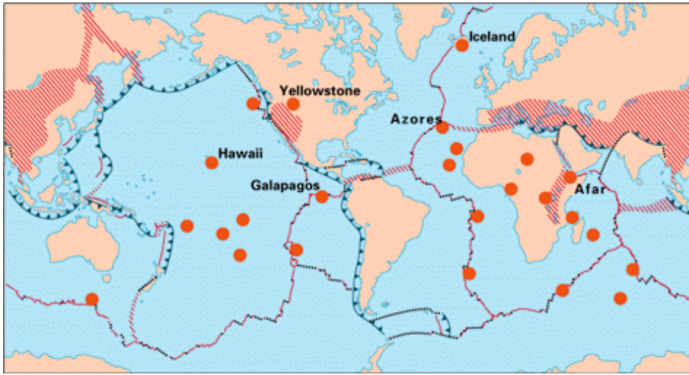 Iceland
Yellowstone
Azores
Hawaii
Galapagos
Afar